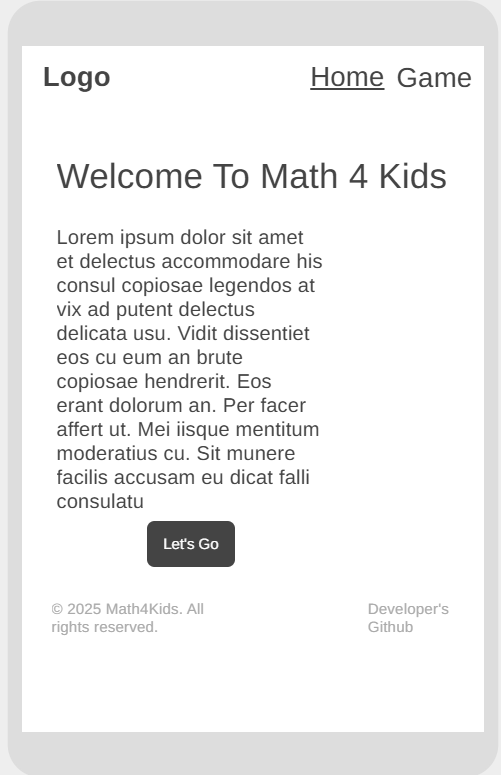 Logo Home Game
Welcome To Math 4 Kids
Lorem ipsum dolor sit amet
et delectus accommodare his
consul copiosae legendos at
vix ad putent delectus
delicata usu. Vidit dissentiet
eos cu eum an brute
copiosae hendrerit. Eos
erant dolorum an. Per facer
affert ut. Mei iisque mentitum
moderatius cu. Sit munere
facilis accusam eu dicat falli
consulatu
Let's Go
© 2025 Math4Kids. All
rights reserved.
Developer's
Github